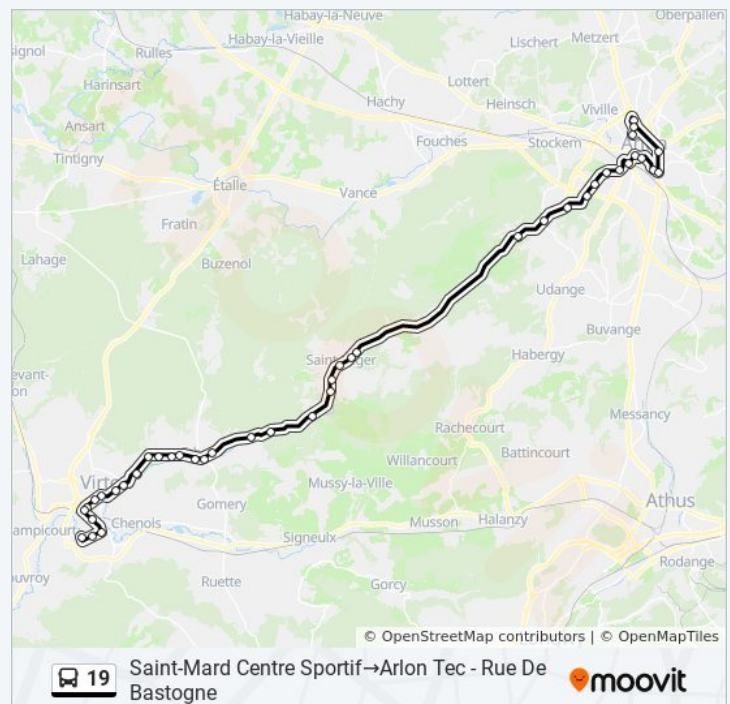 Habay-la-Neuve
Oberpallen
Habay-la-Vieille
Metzert
Lischert
Rulles
Harinsart
Lottert
Hachy
Heinsch
Viville
Ansart
Fouches
Stockem
Tintigny
Étalle
Vance
Fratin
Lahage
Buzenol
Udange
Buvange
Habergy
Messancy
Rachecourt
Battincourt
Willancourt
Mussy-la-Ville
Athus
Gomery
Chenois
Musson
Halanzy
Signeulx
Rodange
Ruette
Gorcy
© OpenStreetMap contributors | © OpenMapTiles
19
Saint-Mard Centre Sportif→Arlon Tec - Rue De
Bastogne
moovit